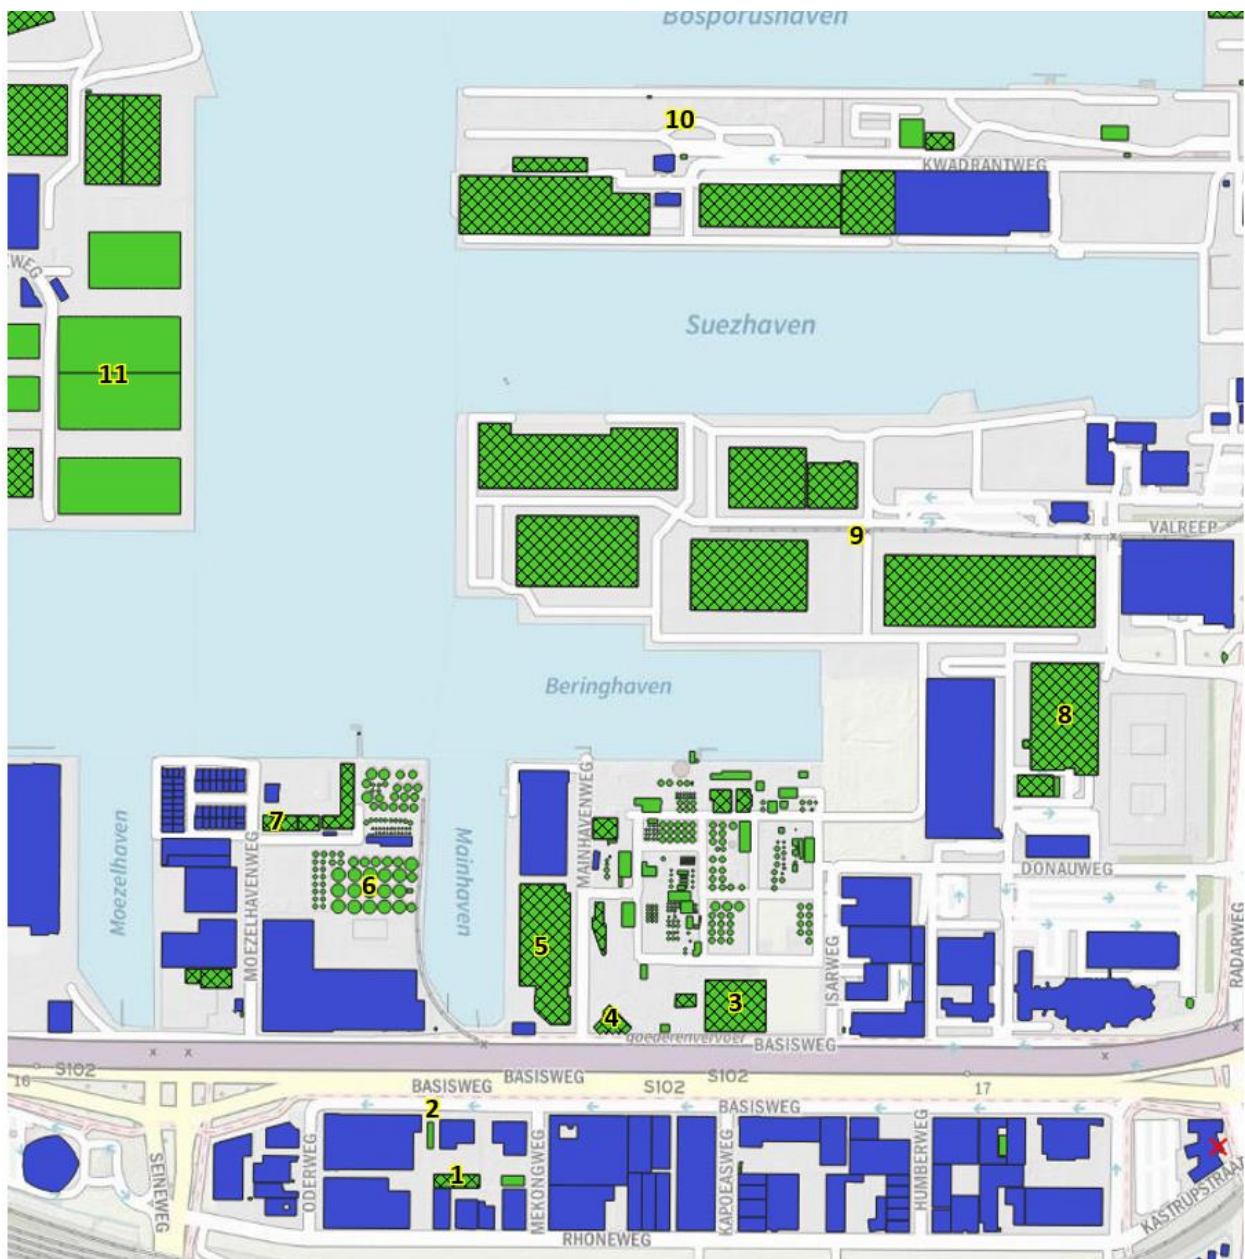 Bosporushaven
10
KWADRANTWEG
WEG
Suezhaven
11
9
VALREEP
Beringhaven
8
MAINHAVENWEG
7
Moezelhaven
MOEZELHAVENWEG
Mainhaven
6
DONAUWEG
5
ISARWEG
RADARWEG
3
4
goederenvervoer
BASISWEG
16
S102
BASISWEG
BASISWEG
S102
S102
17
BASISWEG
2
1
SEINEWEG
ODERWEG
MEKONGWEG
KAPOEASWEG
HUMBERWEG
KASTRUPSTRAAT
RHONEWEG